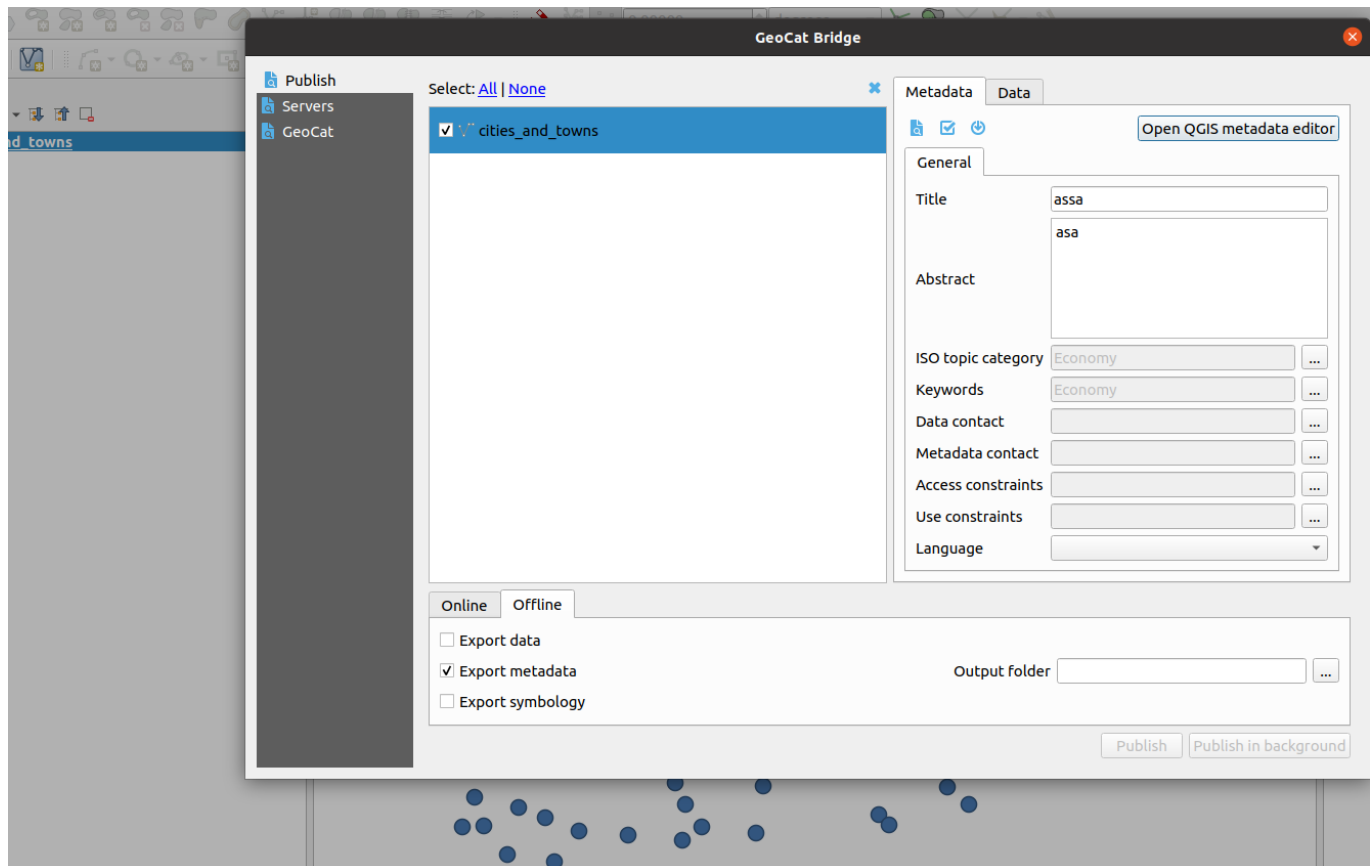 GeoCat Bridge
Publish
Servers
GeoCat
nd_towns
Select: All | None
cities_and_towns
Metadata
Data
Open QGIS metadata editor
General
Title
assa
Abstract
asa
ISO topic category
Economy
...
Keywords
Economy
...
Data contact
...
Metadata contact
...
Access constraints
...
Use constraints
...
Language
Online
Offline
Export data
Export metadata
Output folder
...
Export symbology
Publish
Publish in background